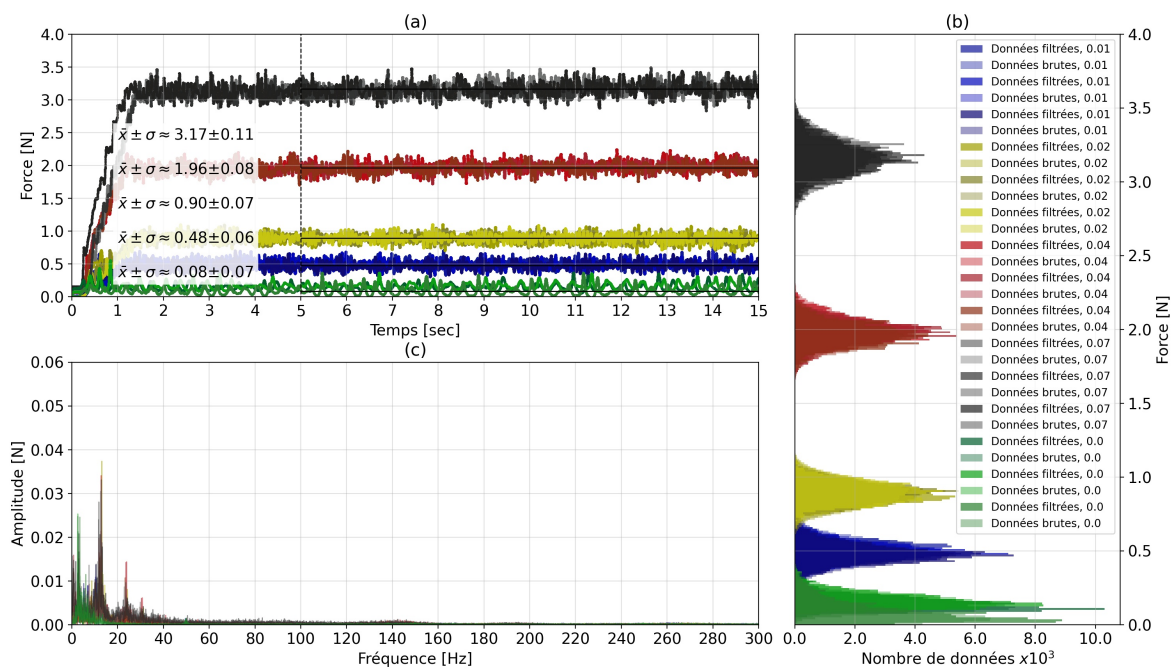 (a)
4.0
3.5
3.0
2.5
2.0
1.5
1.0
0.5
0.0
Force [N]
x̄ ± σ ≈ 3.17±0.11
x̄ ± σ ≈ 1.96±0.08
x̄ ± σ ≈ 0.90±0.07
x̄ ± σ ≈ 0.48±0.06
x̄ ± σ ≈ 0.08±0.07
0 1 2 3 4 5 6 7 8 9 10 11 12 13 14 15
Temps [sec]
(c)
0.06
0.05
0.04
0.03
0.02
0.01
0.00
Amplitude [N]
0 20 40 60 80 100 120 140 160 180 200 220 240 260 280 300
Fréquence [Hz]
(b)
Données filtrées, 0.01
Données brutes, 0.01
Données filtrées, 0.01
Données brutes, 0.01
Données filtrées, 0.01
Données brutes, 0.01
Données filtrées, 0.02
Données brutes, 0.02
Données filtrées, 0.02
Données brutes, 0.02
Données filtrées, 0.02
Données brutes, 0.02
Données filtrées, 0.04
Données brutes, 0.04
Données filtrées, 0.04
Données brutes, 0.04
Données filtrées, 0.04
Données brutes, 0.04
Données filtrées, 0.07
Données brutes, 0.07
Données filtrées, 0.07
Données brutes, 0.07
Données filtrées, 0.07
Données brutes, 0.07
Données filtrées, 0.0
Données brutes, 0.0
Données filtrées, 0.0
Données brutes, 0.0
Données filtrées, 0.0
Données brutes, 0.0
4.0
3.5
3.0
2.5
2.0
1.5
1.0
0.5
0.0
Force [N]
0.0 2.0 4.0 6.0 8.0 10.0
Nombre de données x10³